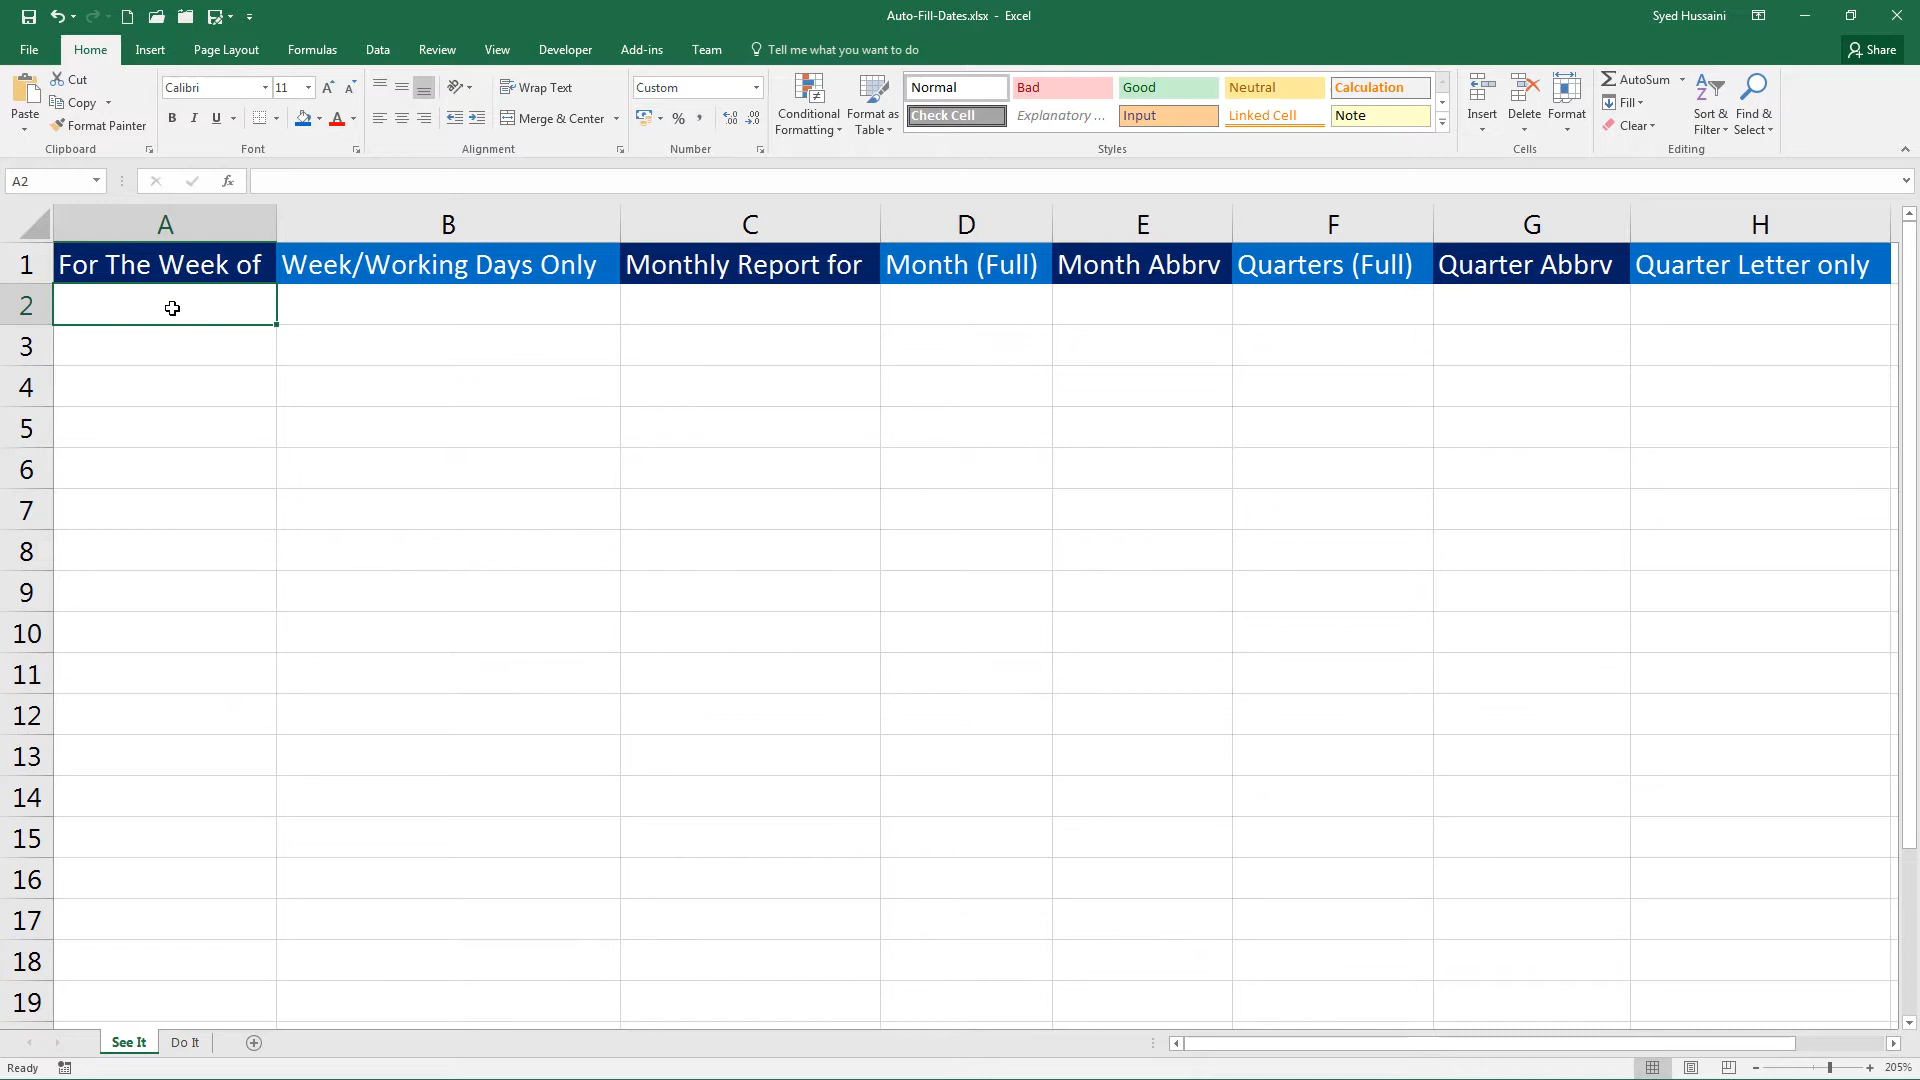 Auto-Fill-Dates.xlsx - Excel
Syed Hussaini
File Home Insert Page Layout Formulas Data Review View Developer Add-ins Team Tell me what you want to do Share
Paste
Cut
Copy
Format Painter
Clipboard
Calibri 11
B I U
Font
Wrap Text
Merge & Center
Alignment
Custom
%
Number
Conditional Formatting
Format as Table
Normal Bad Good Neutral Calculation
Check Cell Explanatory ... Input Linked Cell Note
Styles
Insert Delete Format
Cells
AutoSum
Fill
Clear
Sort & Filter
Find & Select
Editing
A2 fx
A B C D E F G H
1 For The Week of Week/Working Days Only Monthly Report for Month (Full) Month Abbrv Quarters (Full) Quarter Abbrv Quarter Letter only
2
3
4
5
6
7
8
9
10
11
12
13
14
15
16
17
18
19
See It Do It
Ready 205%